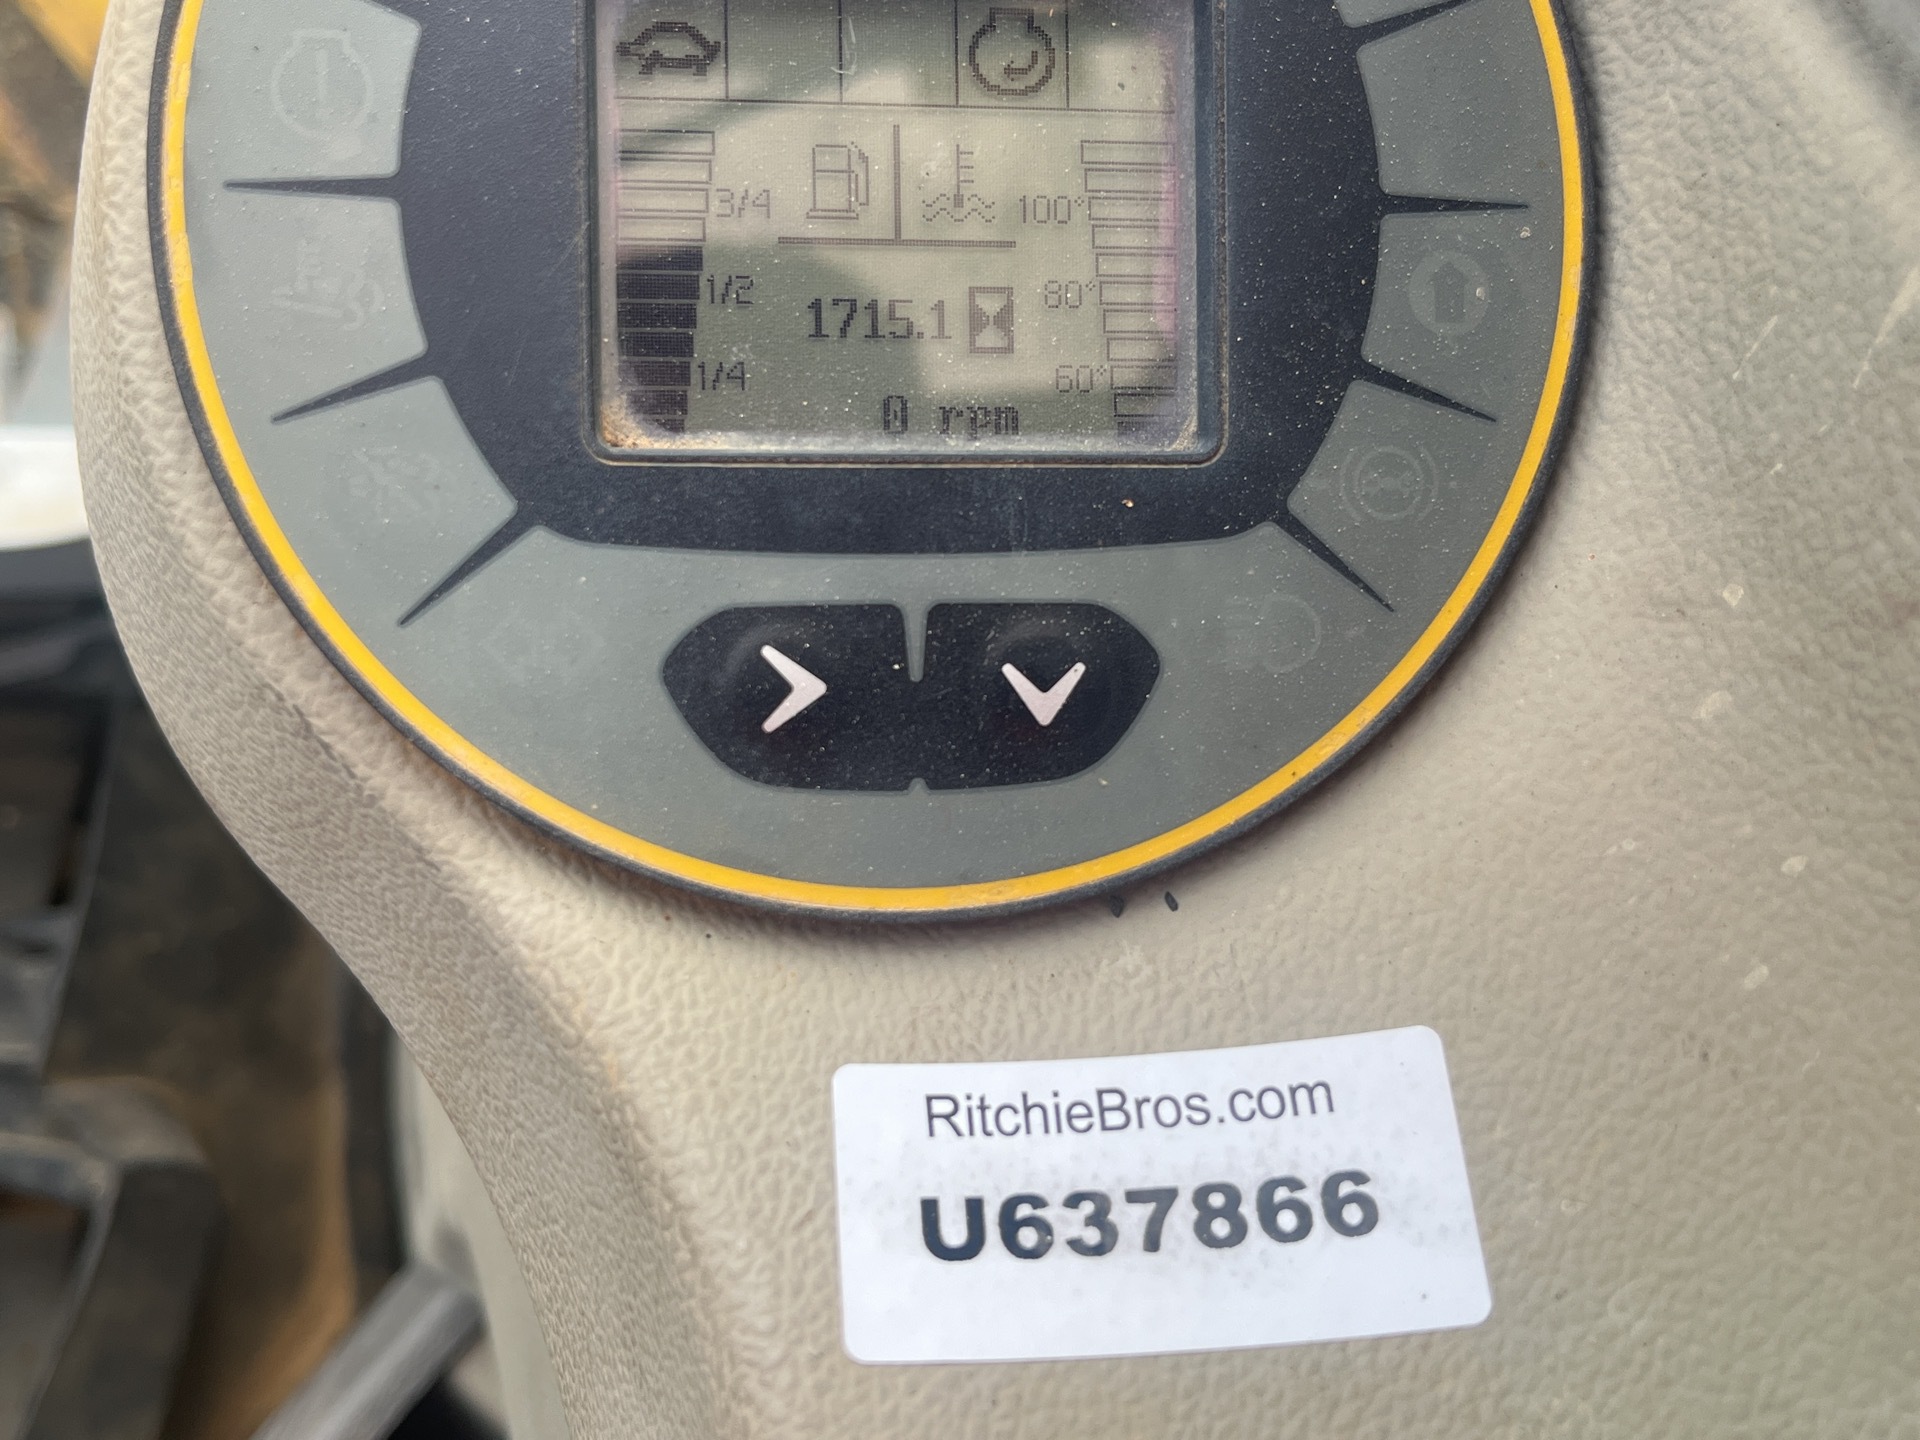 3/4
100°
1/2
80°
1715.1
1/4
60°
0 rpm
RitchieBros.com
U637866